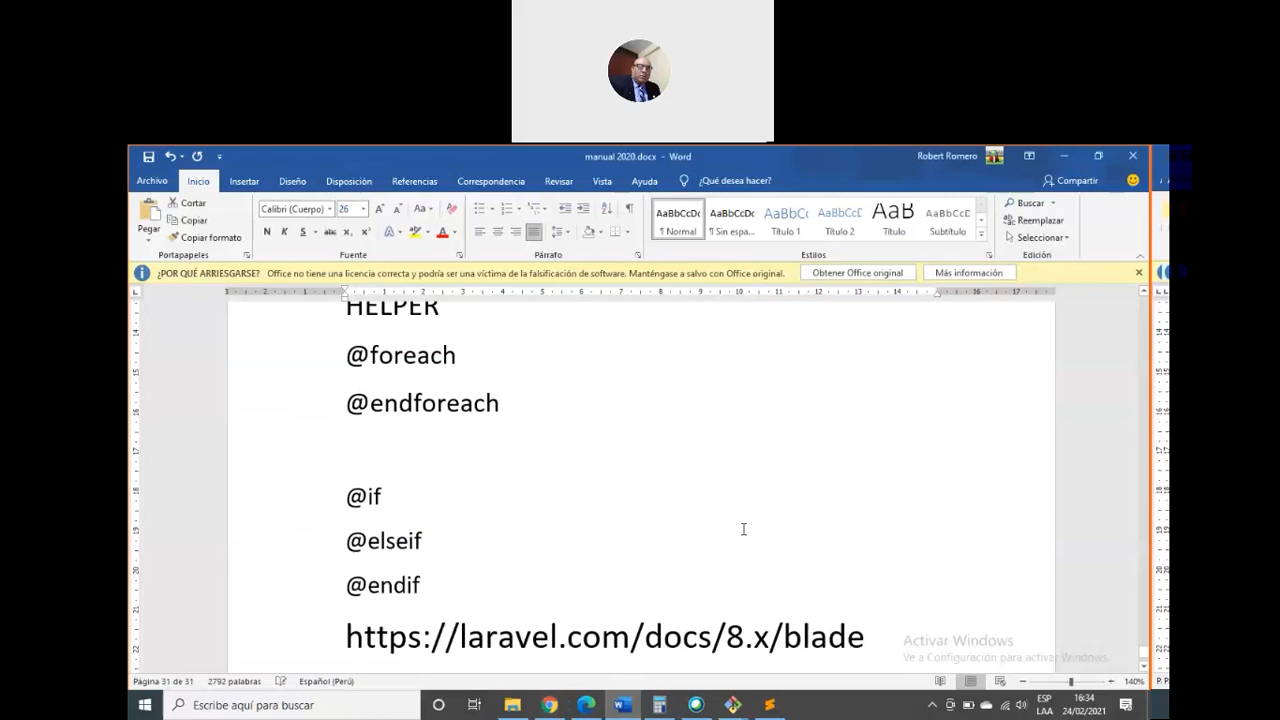 manual 2020.docx - Word
Robert Romero
Archivo Inicio Insertar Diseño Disposición Referencias Correspondencia Revisar Vista Ayuda ¿Qué desea hacer? Compartir
Cortar
Copiar
Copiar formato
Pegar
Portapapeles
Calibri (Cuerpo) 26
Fuente
Párrafo
AaBbCcDc AaBbCcDc AaBbC AaBbCcD AaB AaBbCcD
¶ Normal ¶ Sin espa... Título 1 Título 2 Título Subtítulo
Estilos
Buscar
Reemplazar
Seleccionar
Edición
¿POR QUÉ ARRIESGARSE? Office no tiene una licencia correcta y podría ser una víctima de la falsificación de software. Manténgase a salvo con Office original. Obtener Office original Más información
HELPER
@foreach
@endforeach
@if
@elseif
@endif
https://laravel.com/docs/8.x/blade
Activar Windows
Ve a Configuración para activar Windows.
Página 31 de 31 2792 palabras Español (Perú) 140%
Escribe aquí para buscar
ESP
LAA
16:34
24/02/2021